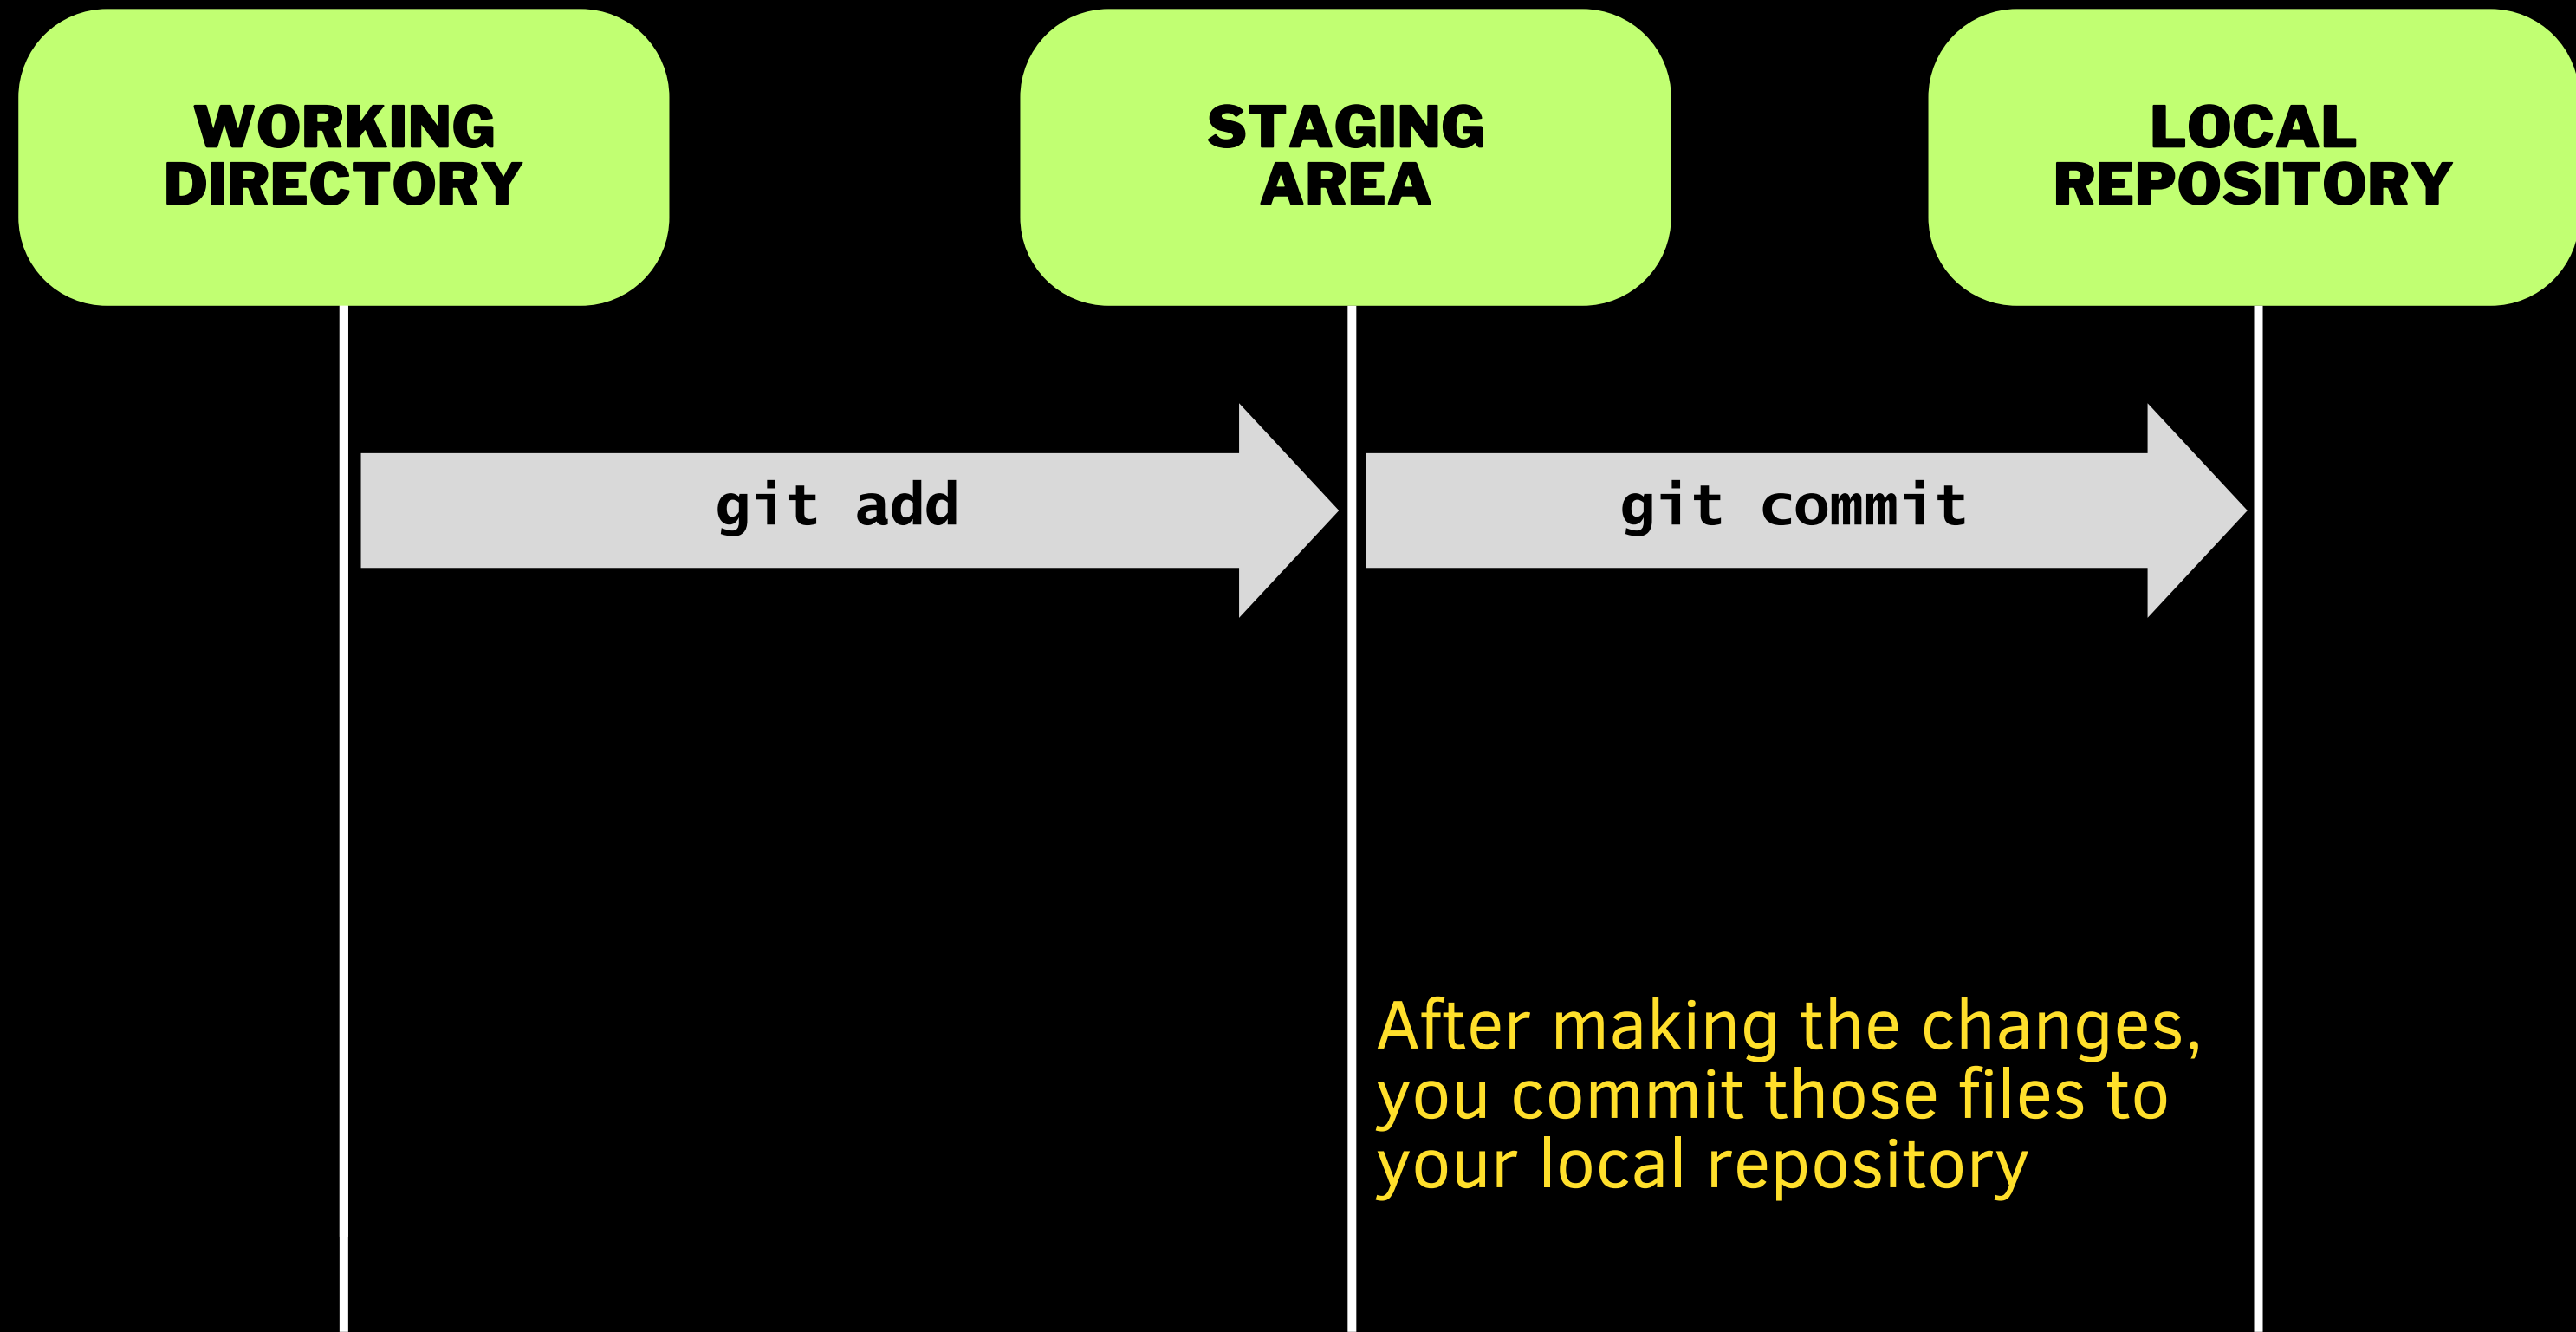 WORKING
DIRECTORY
STAGING
AREA
LOCAL
REPOSITORY
git add
git commit
After making the changes,
you commit those files to
your local repository